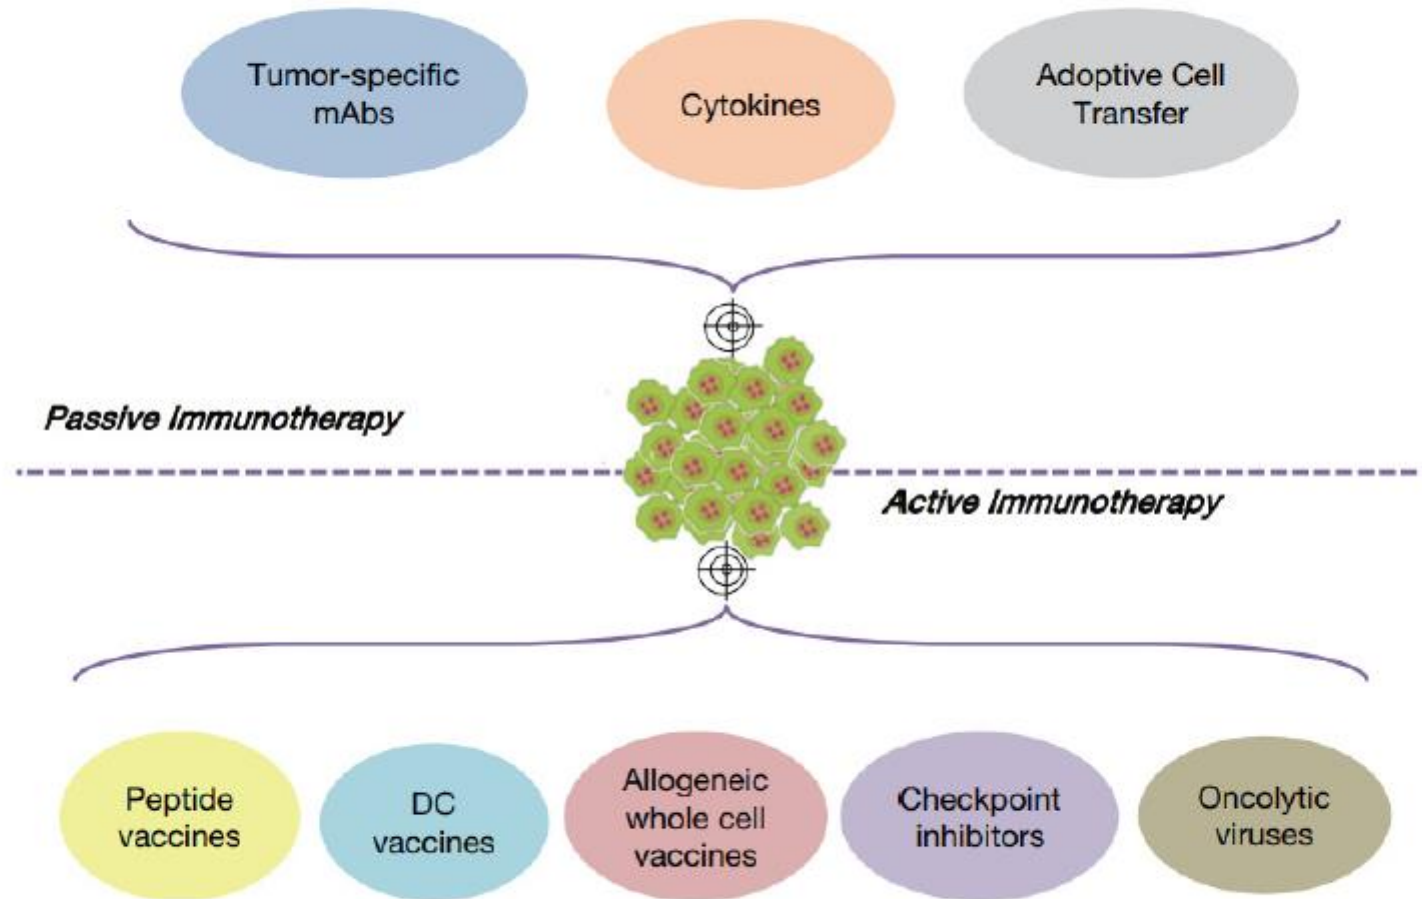 Tumor-specific
mAbs
Cytokines
Adoptive Cell
Transfer
Passive Immunotherapy
Active Immunotherapy
Peptide
vaccines
DC
vaccines
Allogeneic
whole cell
vaccines
Checkpoint
inhibitors
Oncolytic
viruses